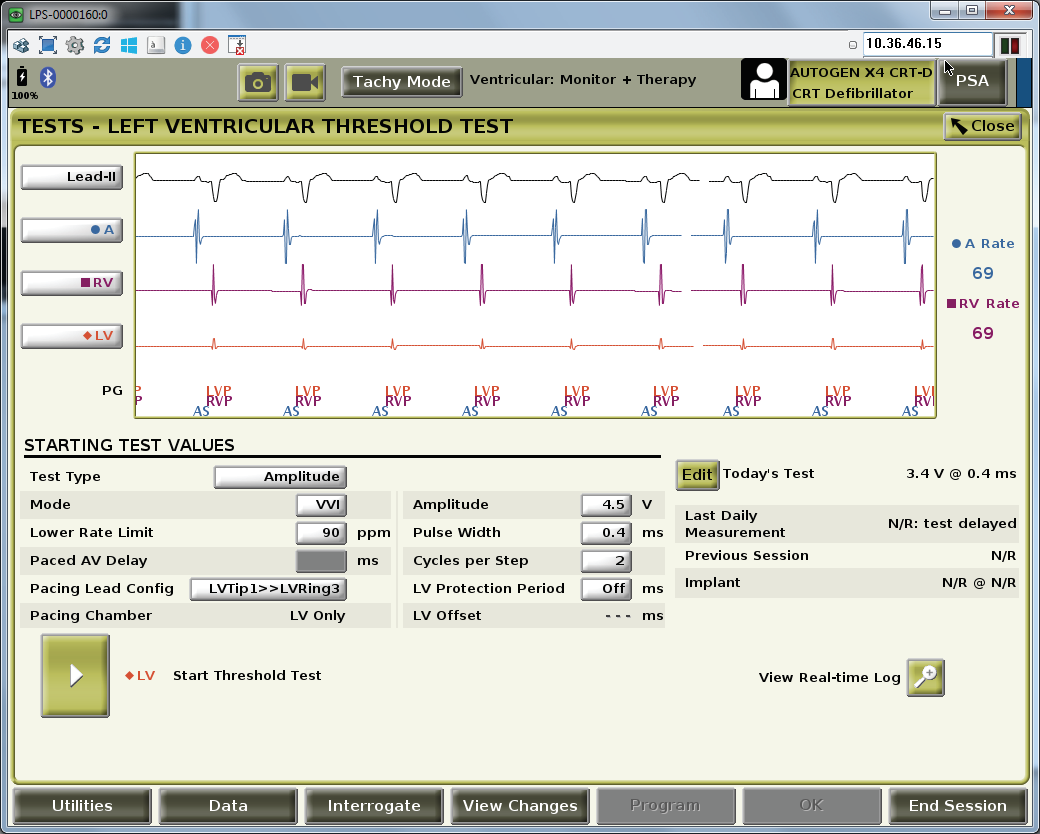 LPS-0000160:0
10.36.46.15
100%
Tachy Mode
Ventricular: Monitor + Therapy
AUTOGEN X4 CRT-D
CRT Defibrillator
PSA
TESTS - LEFT VENTRICULAR THRESHOLD TEST
Close
Lead-II
A
RV
LV
PG
P LVP LVP LVP LVP LVP LVP LVP LVP LVI
P RVP RVP RVP RVP RVP RVP RVP RVP RVI
AS AS AS AS AS AS AS AS AS
A Rate
69
RV Rate
69
STARTING TEST VALUES
Test Type Amplitude
Mode VVI
Lower Rate Limit 90 ppm
Paced AV Delay ms
Pacing Lead Config LVTip1>>LVRing3
Pacing Chamber LV Only
Amplitude 4.5 V
Pulse Width 0.4 ms
Cycles per Step 2
LV Protection Period Off ms
LV Offset --- ms
Edit Today's Test 3.4 V @ 0.4 ms
Last Daily
Measurement N/R: test delayed
Previous Session N/R
Implant N/R @ N/R
LV Start Threshold Test
View Real-time Log
Utilities Data Interrogate View Changes Program OK End Session